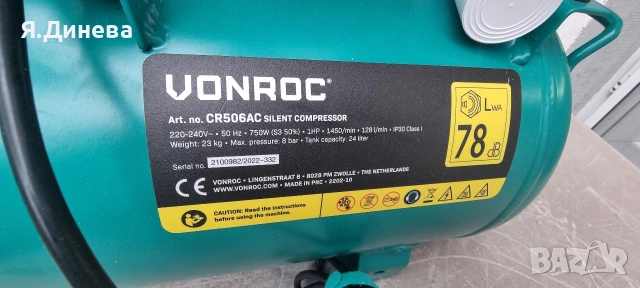 Я.Динева
VONROC®
Art. no. CR506AC SILENT COMPRESSOR
220-240V~ • 50 Hz • 750W (S3 50%) • 1HP • 1450/min • 128 l/min • IP30 Class I
Weight: 23 kg • Max. pressure: 8 bar • Tank capacity: 24 liter
Serial no. 2100982/2022-332
CE VONROC • LINGENSTRAAT 6 • 8028 PM ZWOLLE • THE NETHERLANDS
WWW.VONROC.COM • MADE IN PRC • 2202-10
CAUTION: Read the instructions
before using the machine.
LWA
78
dB
BAZAR